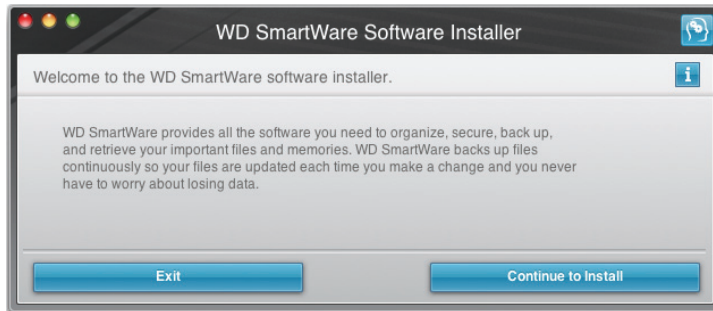 WD SmartWare Software Installer
Welcome to the WD SmartWare software installer.
i
WD SmartWare provides all the software you need to organize, secure, back up,
and retrieve your important files and memories. WD SmartWare backs up files
continuously so your files are updated each time you make a change and you never
have to worry about losing data.
Exit
Continue to Install